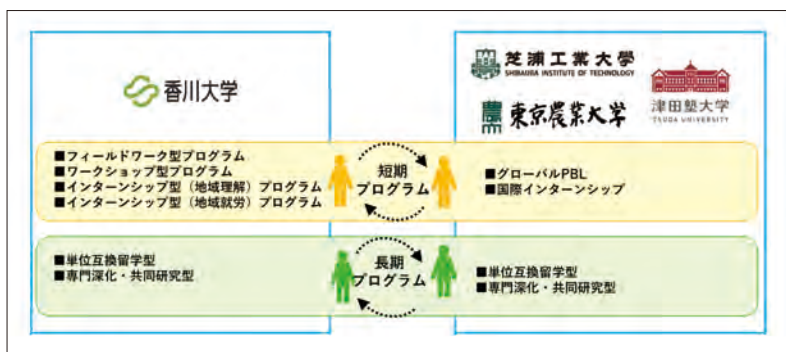 香川大学
芝浦工業大學
SHIBAURA INSTITUTE OF TECHNOLOGY
東京農業大学
津田塾大学
TSUDA UNIVERSITY
■フィールドワーク型プログラム
■ワークショップ型プログラム
■インターンシップ型（地域理解）プログラム
■インターンシップ型（地域就労）プログラム
短期
プログラム
■グローバルPBL
■国際インターンシップ
■単位互換留学型
■専門深化・共同研究型
長期
プログラム
■単位互換留学型
■専門深化・共同研究型